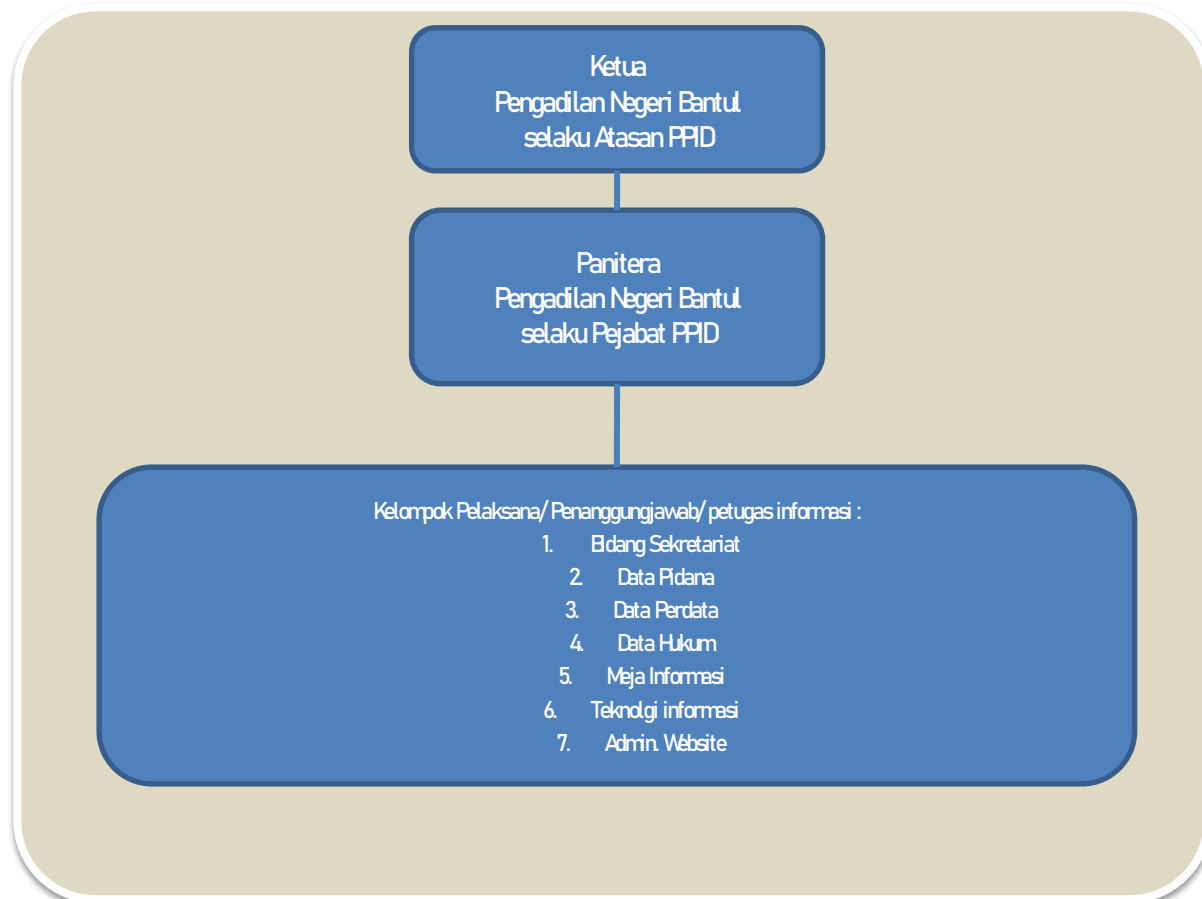 Ketua
Pengadilan Negeri Bantul
selaku Atasan PPID
Panitera
Pengadilan Negeri Bantul
selaku Pejabat PPID
Kelompok Pelaksana/ Penanggungjawab/ petugas informasi :
1. Bidang Sekretariat
2. Data Pidana
3. Data Perdata
4. Data Hukum
5. Meja Informasi
6. Teknolgi informasi
7. Admin. Website